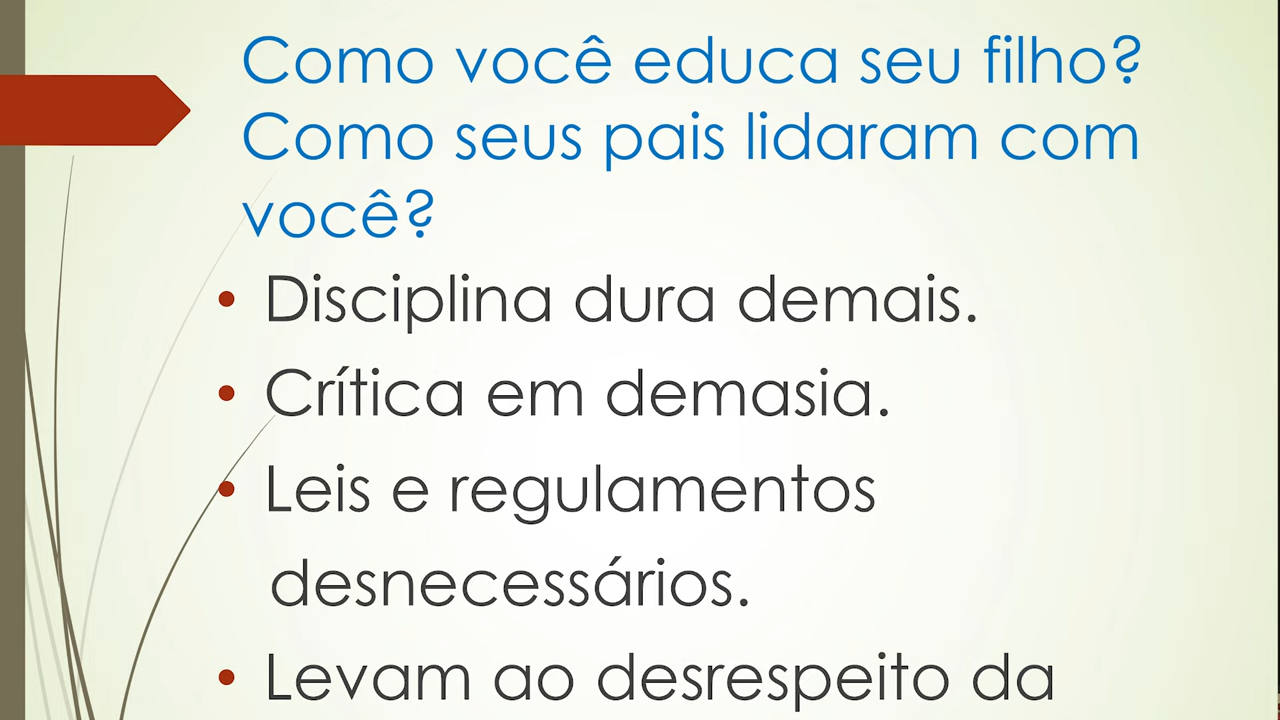 Como você educa seu filho?
Como seus pais lidaram com
você?
• Disciplina dura demais.
• Crítica em demasia.
• Leis e regulamentos
desnecessários.
• Levam ao desrespeito da